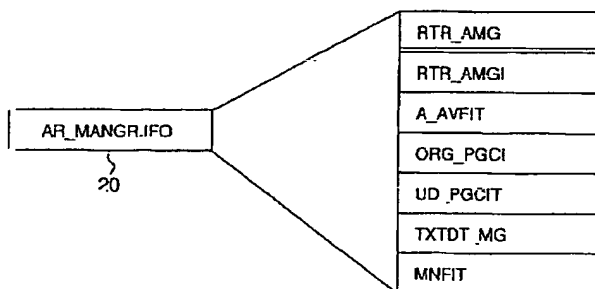 RTR_AMG
RTR_AMGI
A_AVFIT
AR_MANGR.IFO
ORG_PGCI
20
UD_PGCIT
TXTDT_MG
MNFIT